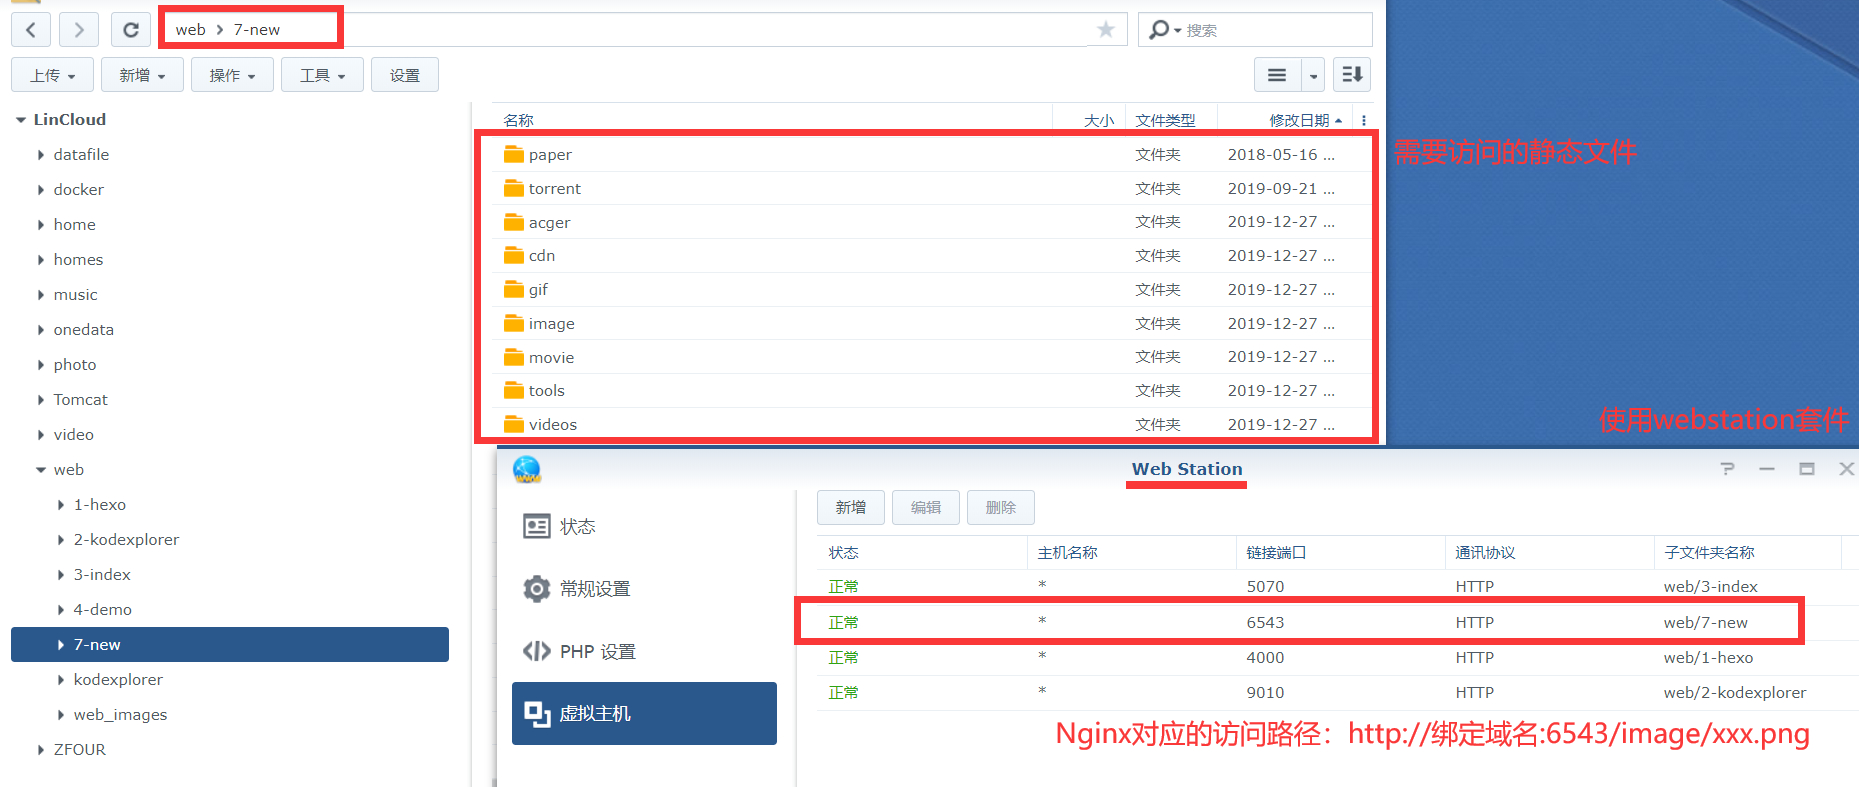 web > 7-new
搜索
上传 新增 操作 工具 设置
LinCloud
datafile
docker
home
homes
music
onedata
photo
Tomcat
video
web
1-hexo
2-kodexplorer
3-index
4-demo
7-new
kodexplorer
web_images
ZFOUR
名称 大小 文件类型 修改日期
paper 文件夹 2018-05-16 ...
torrent 文件夹 2019-09-21 ...
acger 文件夹 2019-12-27 ...
cdn 文件夹 2019-12-27 ...
gif 文件夹 2019-12-27 ...
image 文件夹 2019-12-27 ...
movie 文件夹 2019-12-27 ...
tools 文件夹 2019-12-27 ...
videos 文件夹 2019-12-27 ...
需要访问的静态文件
使用webstation套件
Web Station
状态
常规设置
PHP 设置
虚拟主机
新增 编辑 删除
状态 主机名称 链接端口 通讯协议 子文件夹名称
正常 * 5070 HTTP web/3-index
正常 * 6543 HTTP web/7-new
正常 * 4000 HTTP web/1-hexo
正常 * 9010 HTTP web/2-kodexplorer
Nginx对应的访问路径：http://绑定域名:6543/image/xxx.png